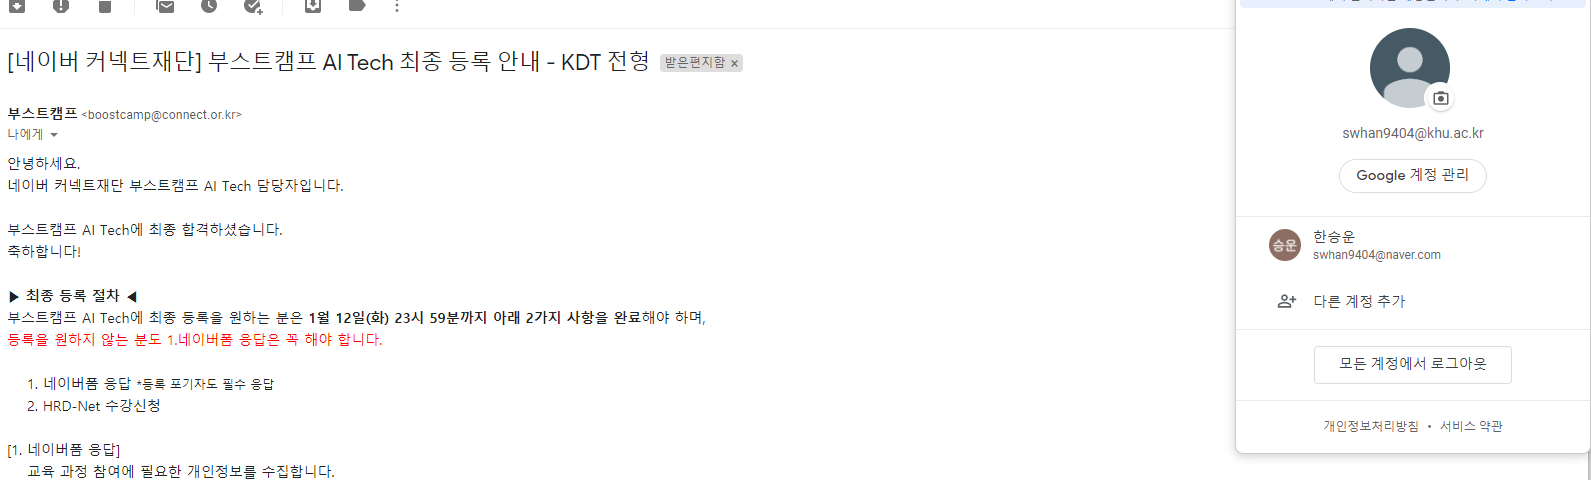 [네이버 커넥트재단] 부스트캠프 AI Tech 최종 등록 안내 - KDT 전형 받은편지함 ×
부스트캠프 <boostcamp@connect.or.kr>
나에게
안녕하세요.
네이버 커넥트재단 부스트캠프 AI Tech 담당자입니다.
부스트캠프 AI Tech에 최종 합격하셨습니다.
축하합니다!
▶ 최종 등록 절차 ◀
부스트캠프 AI Tech에 최종 등록을 원하는 분은 1월 12일(화) 23시 59분까지 아래 2가지 사항을 완료해야 하며,
등록을 원하지 않는 분도 1.네이버폼 응답은 꼭 해야 합니다.
1. 네이버폼 응답 *등록 포기자도 필수 응답
2. HRD-Net 수강신청
[1. 네이버폼 응답]
교육 과정 참여에 필요한 개인정보를 수집합니다.
swhan9404@khu.ac.kr
Google 계정 관리
승운
한승운
swhan9404@naver.com
다른 계정 추가
모든 계정에서 로그아웃
개인정보처리방침 • 서비스 약관